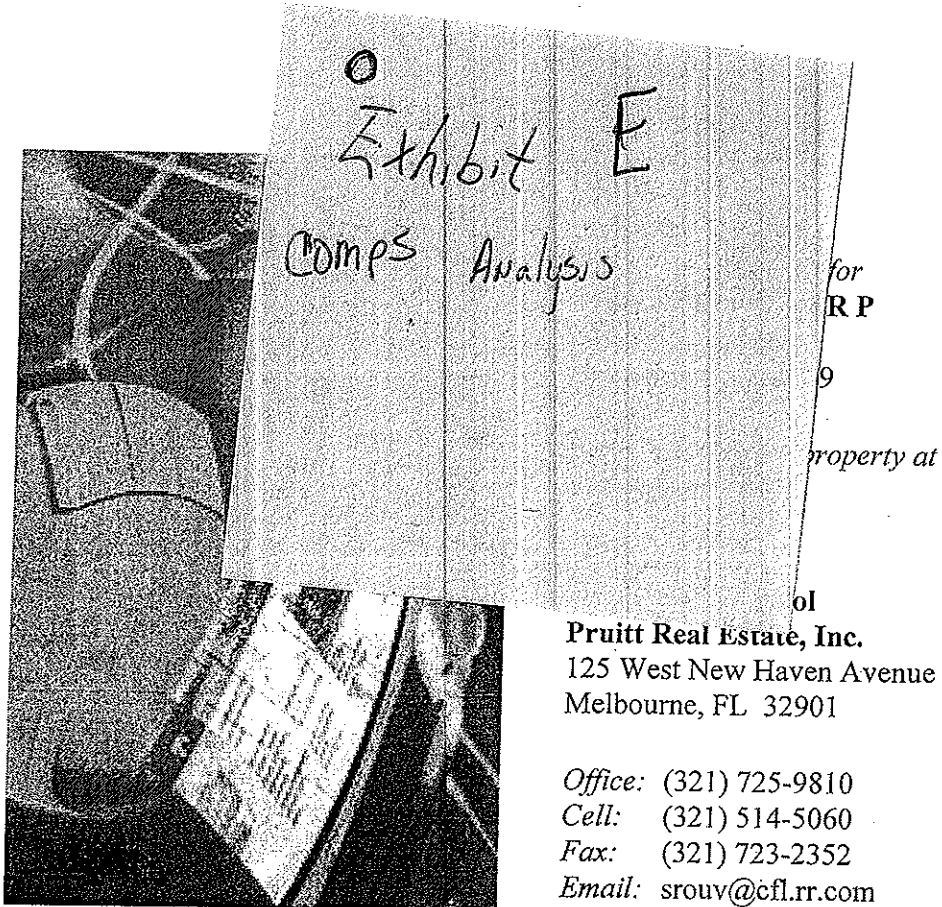 Exhibit E
Comps Analysis
for
R P
9
property at
ol
Pruitt Real Estate, Inc.
125 West New Haven Avenue
Melbourne, FL 32901
Office: (321) 725-9810
Cell: (321) 514-5060
Fax: (321) 723-2352
Email: srouv@cfl.rr.com